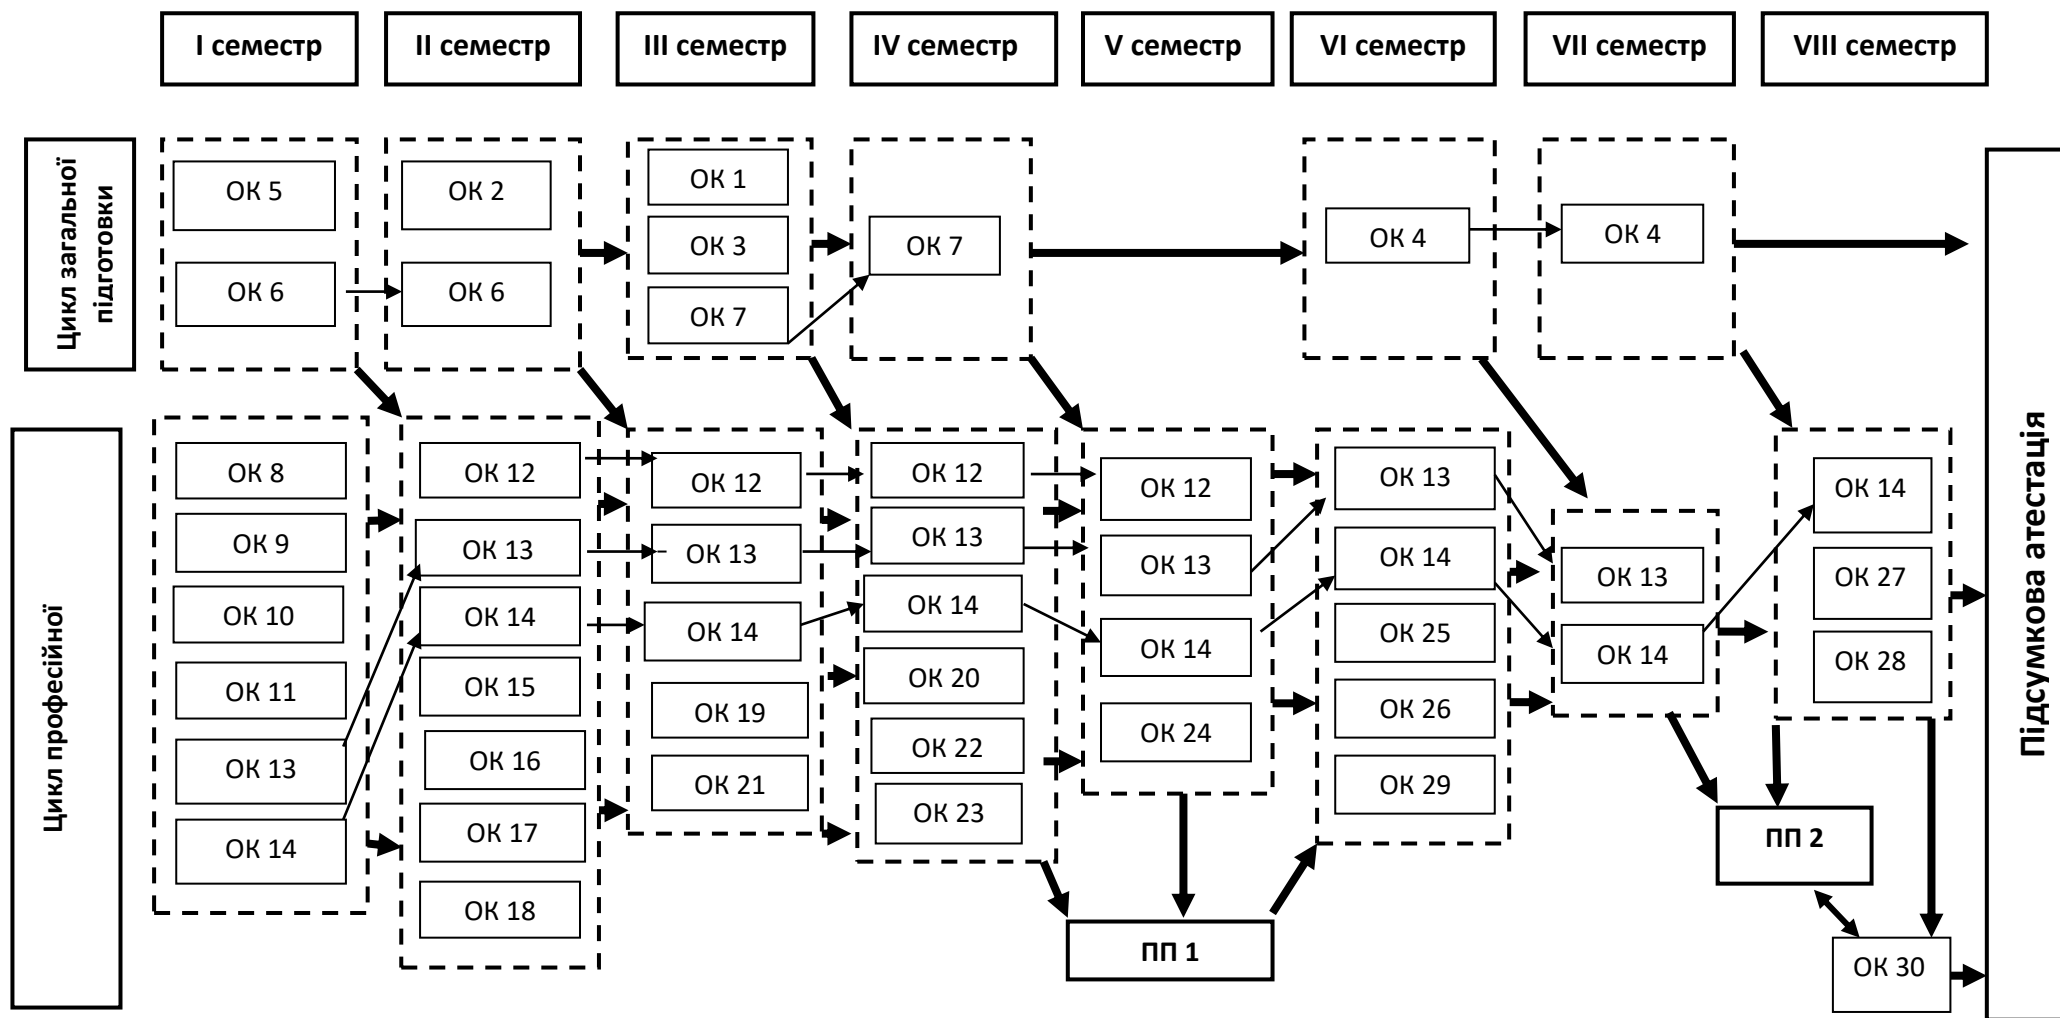 I семестр
II семестр
III семестр
IV семестр
V семестр
VI семестр
VII семестр
VIII семестр
Цикл загальної
підготовки
ОК 5
ОК 6
ОК 2
ОК 6
ОК 1
ОК 3
ОК 7
ОК 7
ОК 4
ОК 4
Цикл професійної
ОК 8
ОК 9
ОК 10
ОК 11
ОК 13
ОК 14
ОК 12
ОК 13
ОК 14
ОК 15
ОК 16
ОК 17
ОК 18
ОК 12
ОК 13
ОК 14
ОК 19
ОК 21
ОК 12
ОК 13
ОК 14
ОК 20
ОК 22
ОК 23
ОК 12
ОК 13
ОК 14
ОК 24
ПП 1
ОК 13
ОК 14
ОК 25
ОК 26
ОК 29
ОК 13
ОК 14
ПП 2
ОК 14
ОК 27
ОК 28
ОК 30
Підсумкова атестація